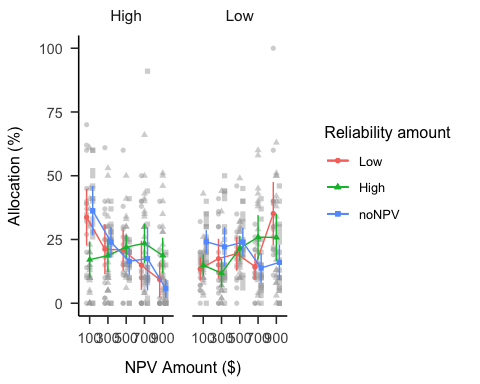 High Low
100
75
50
25
0
Allocation (%)
100300500700900 100300500700900
NPV Amount ($)
Reliability amount
Low
High
noNPV